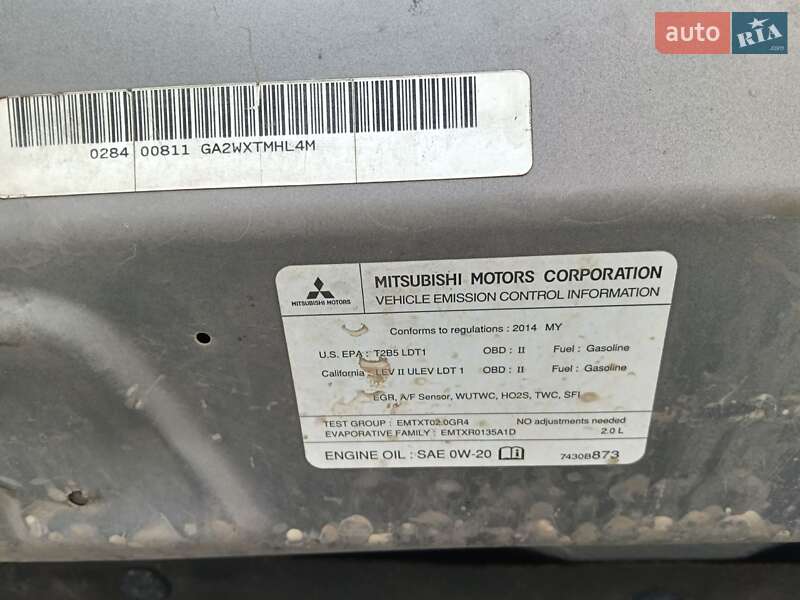 auto RIA .com
0284 00811 GA2WXTMHL4M
MITSUBISHI MOTORS
MITSUBISHI MOTORS CORPORATION
VEHICLE EMISSION CONTROL INFORMATION
Conforms to regulations : 2014 MY
U.S. EPA : T2B5 LDT1 OBD : II Fuel : Gasoline
California : LEV II ULEV LDT 1 OBD : II Fuel : Gasoline
EGR, A/F Sensor, WUTWC, HO2S, TWC, SFI
TEST GROUP : EMTXT02.0GR4 NO adjustments needed
EVAPORATIVE FAMILY : EMTXR0135A1D 2.0 L
ENGINE OIL : SAE 0W-20 7430B873